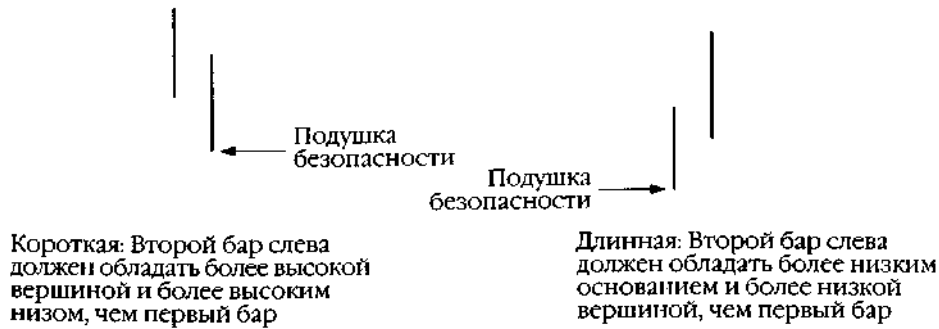 Подушка
безопасности
Подушка
безопасности
Короткая: Второй бар слева
должен обладать более высокой
вершиной и более высоким
низом, чем первый бар
Длинная: Второй бар слева
должен обладать более низким
основанием и более низкой
вершиной, чем первый бар